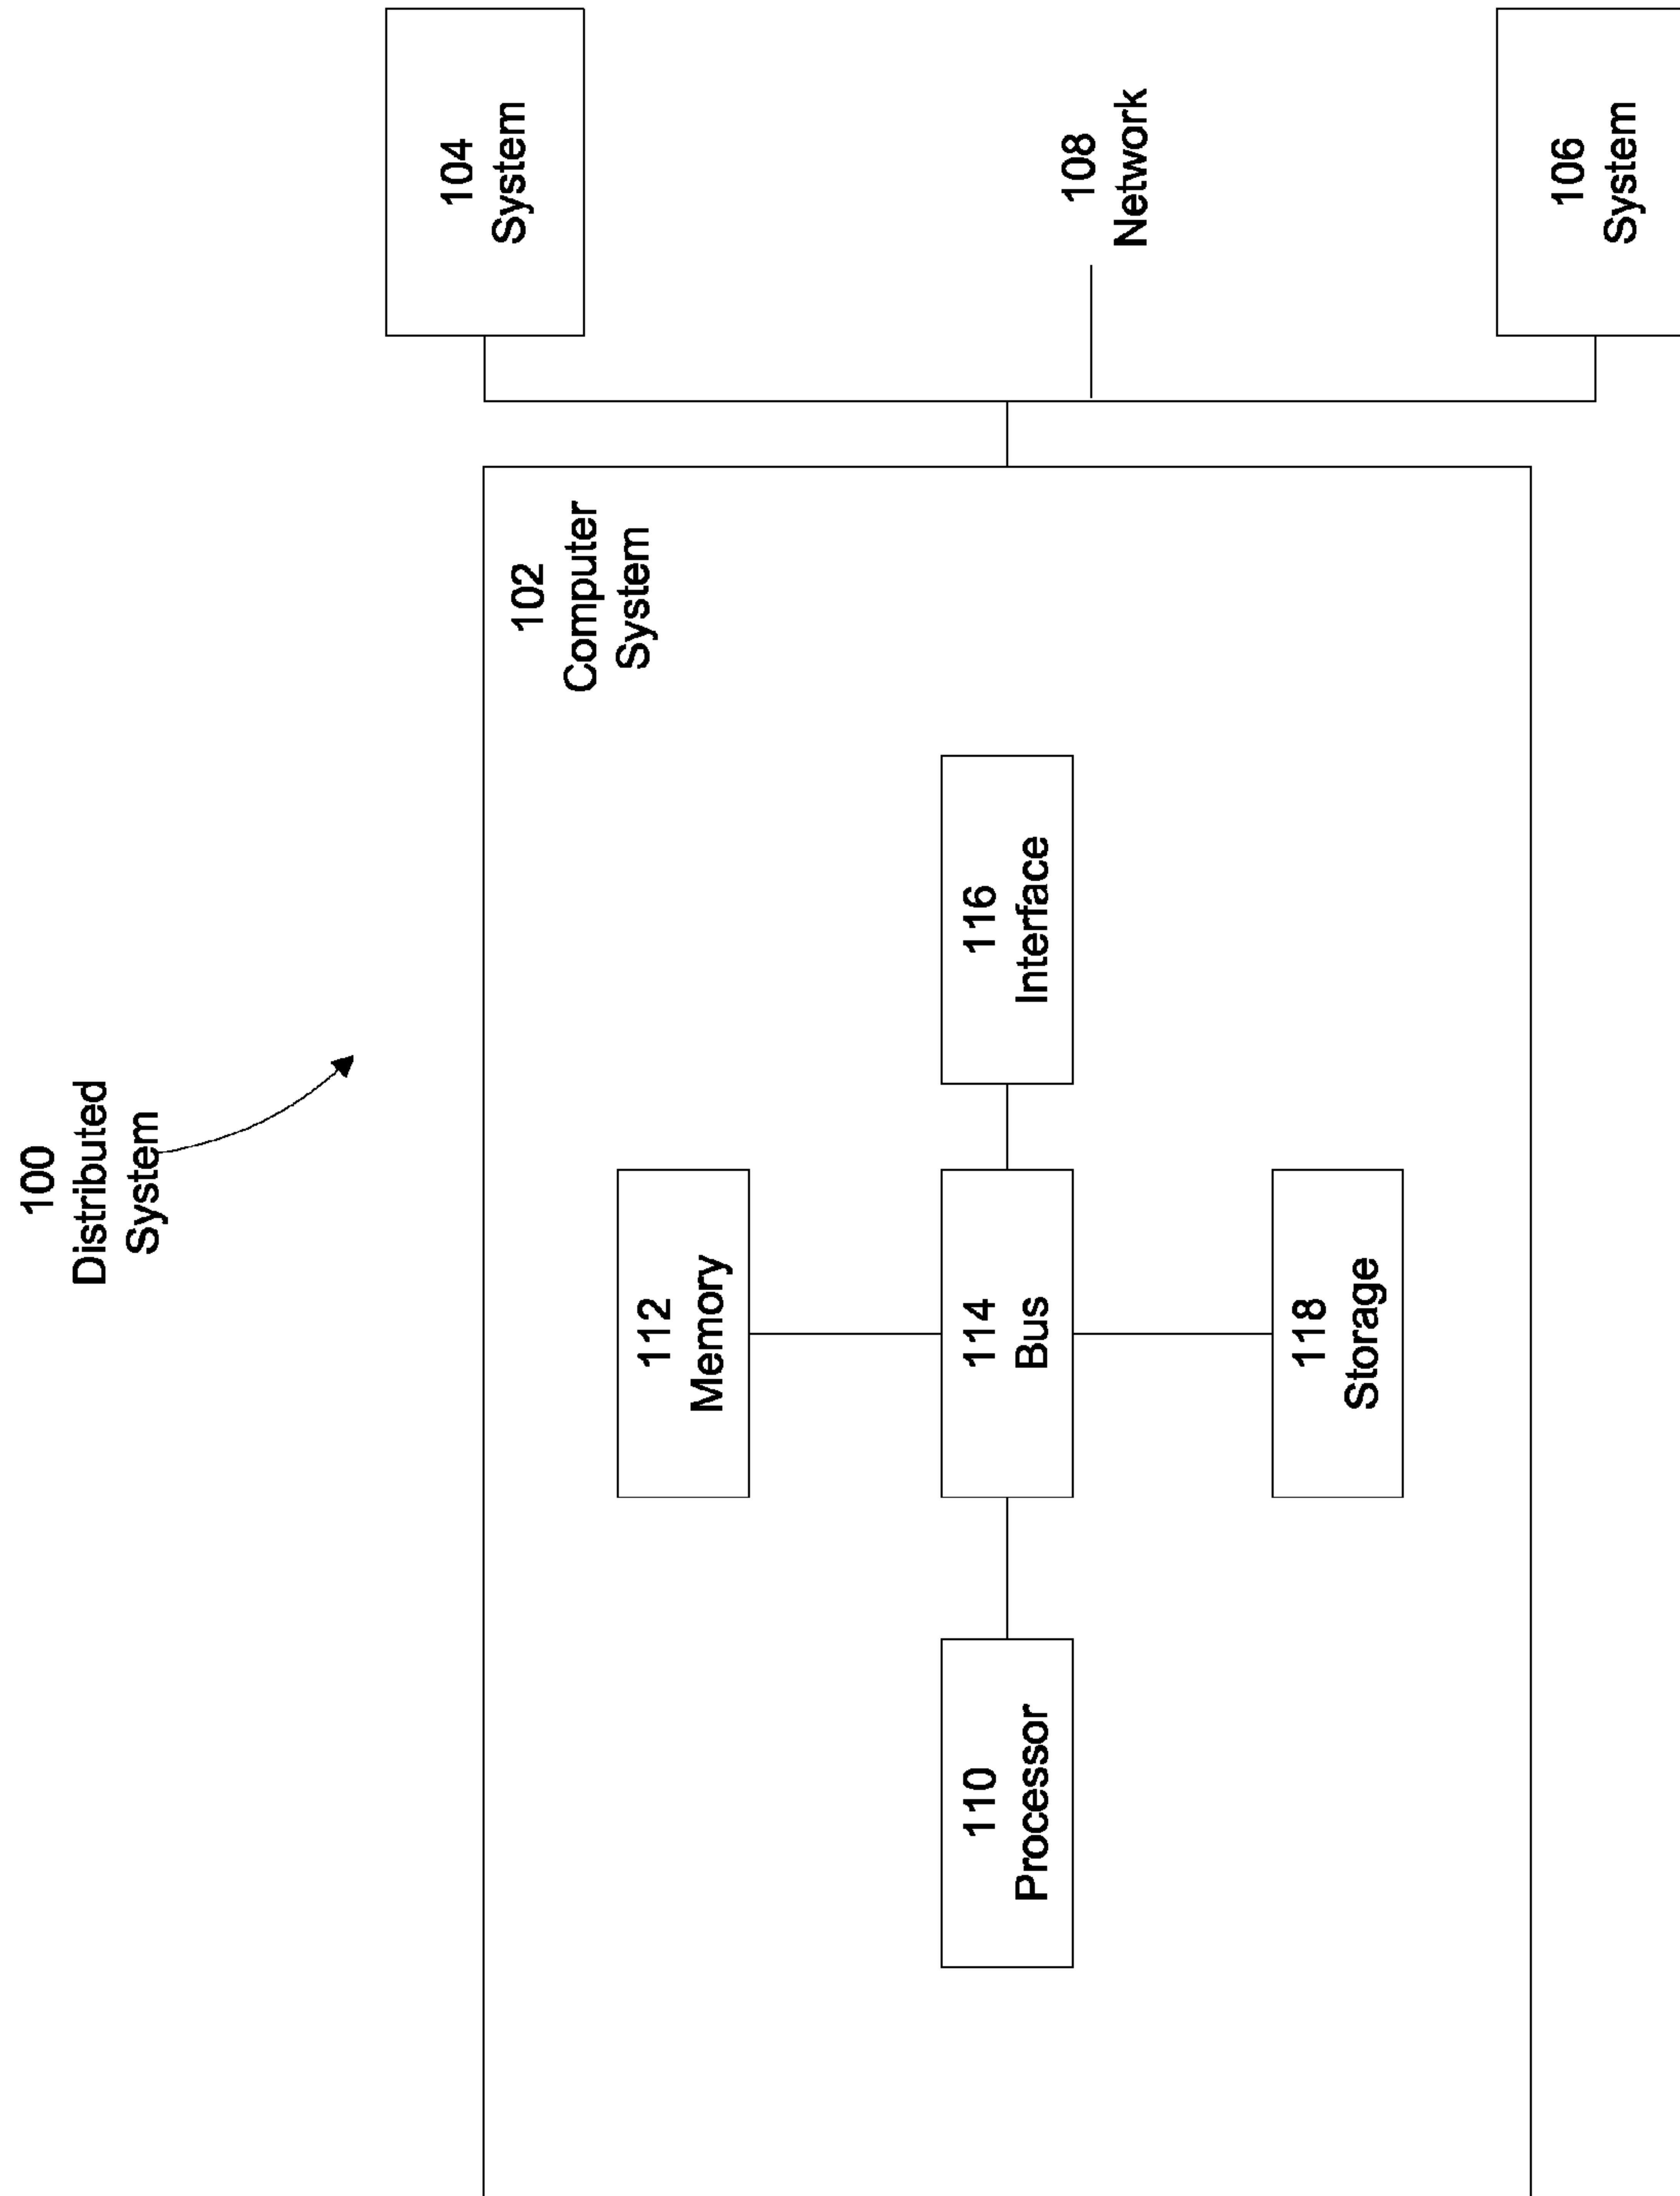 100
Distributed
System
104
System
102
Computer
System
112
Memory
108
Network
110
Processor
114
Bus
116
Interface
118
Storage
106
System